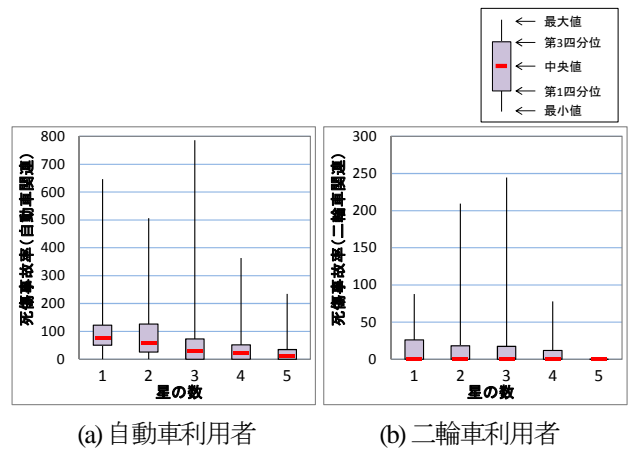 最大値
第3四分位
中央値
第1四分位
最小値
死傷事故率(自動車関連)
800
700
600
500
400
300
200
100
0
1 2 3 4 5
星の数
(a) 自動車利用者
死傷事故率(二輪車関連)
300
250
200
150
100
50
0
1 2 3 4 5
星の数
(b) 二輪車利用者